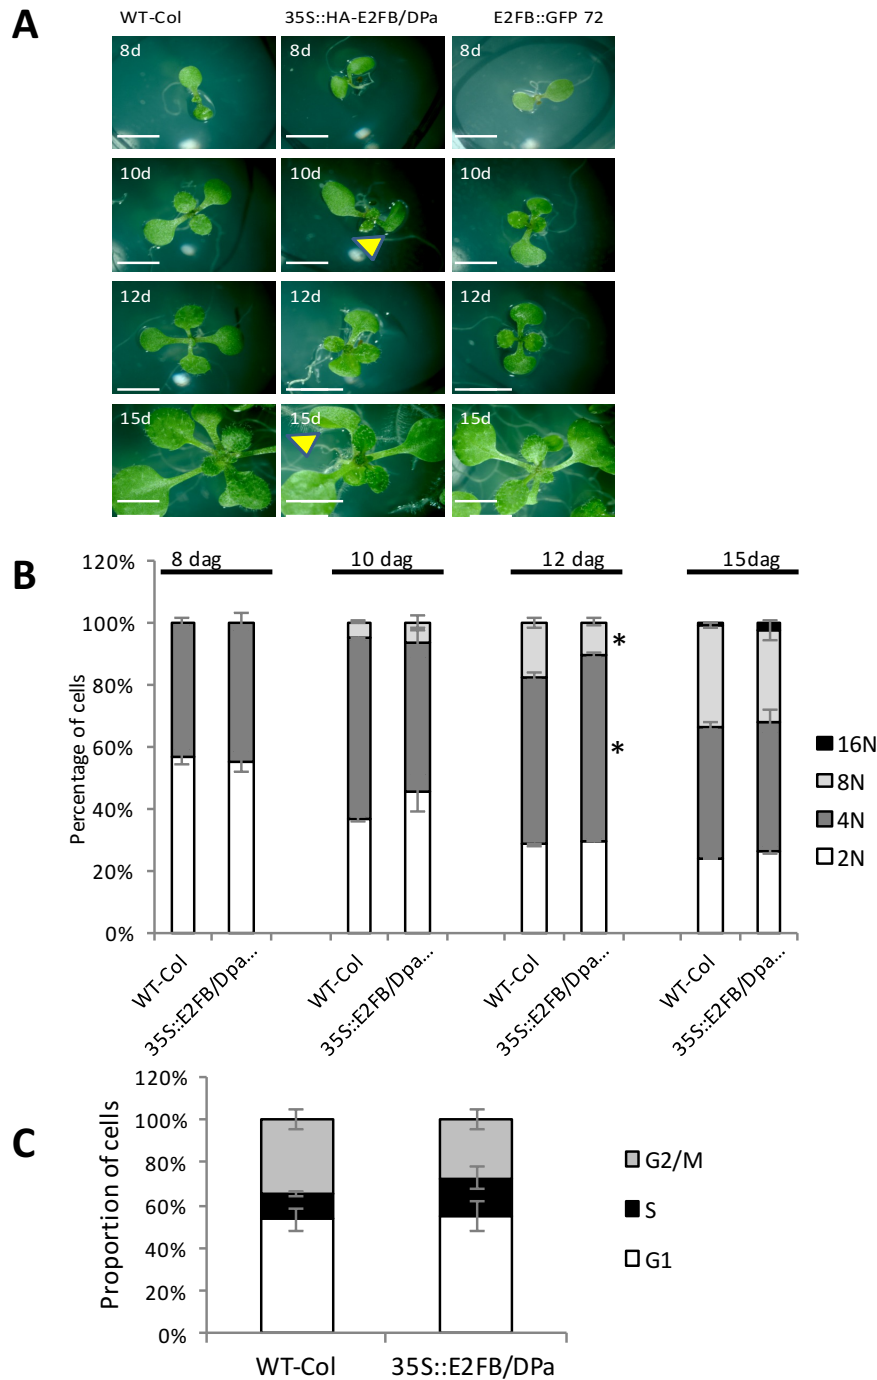 A
WT-Col 35S::HA-E2FB/DPa E2FB::GFP 72
8d 8d 8d
10d 10d 10d
12d 12d 12d
15d 15d 15d
B
8 dag 10 dag 12 dag 15dag
120%
100%
80%
60%
40%
20%
0%
Percentage of cells
*
*
16N
8N
4N
2N
WT-Col 35S::E2FB/Dpa... WT-Col 35S::E2FB/Dpa... WT-Col 35S::E2FB/Dpa... WT-Col 35S::E2FB/Dpa...
C
120%
100%
80%
60%
40%
20%
0%
Proportion of cells
G2/M
S
G1
WT-Col 35S::E2FB/DPa